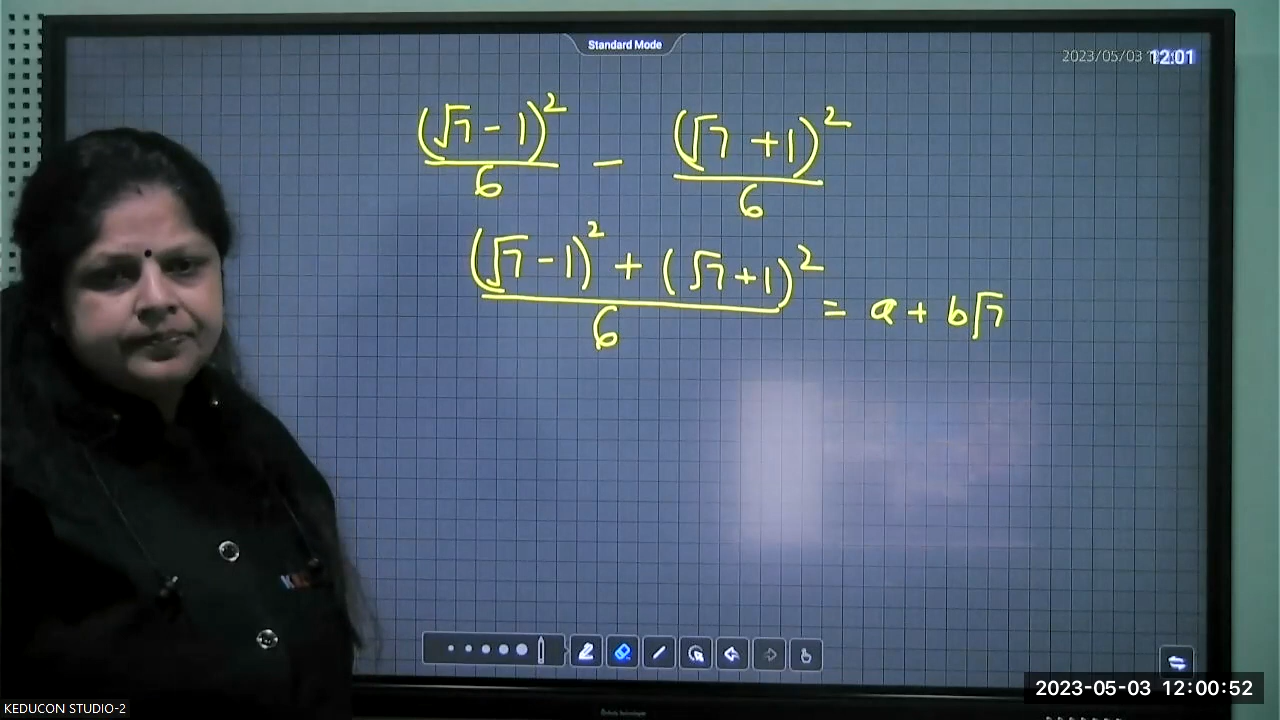 Standard Mode
2023/05/03 12:01
(√7 - 1)² / 6 - (√7 + 1)² / 6
(√7 - 1)² + (√7 + 1)² / 6 = a + b√7
2023-05-03 12:00:52
KEDUCON STUDIO-2